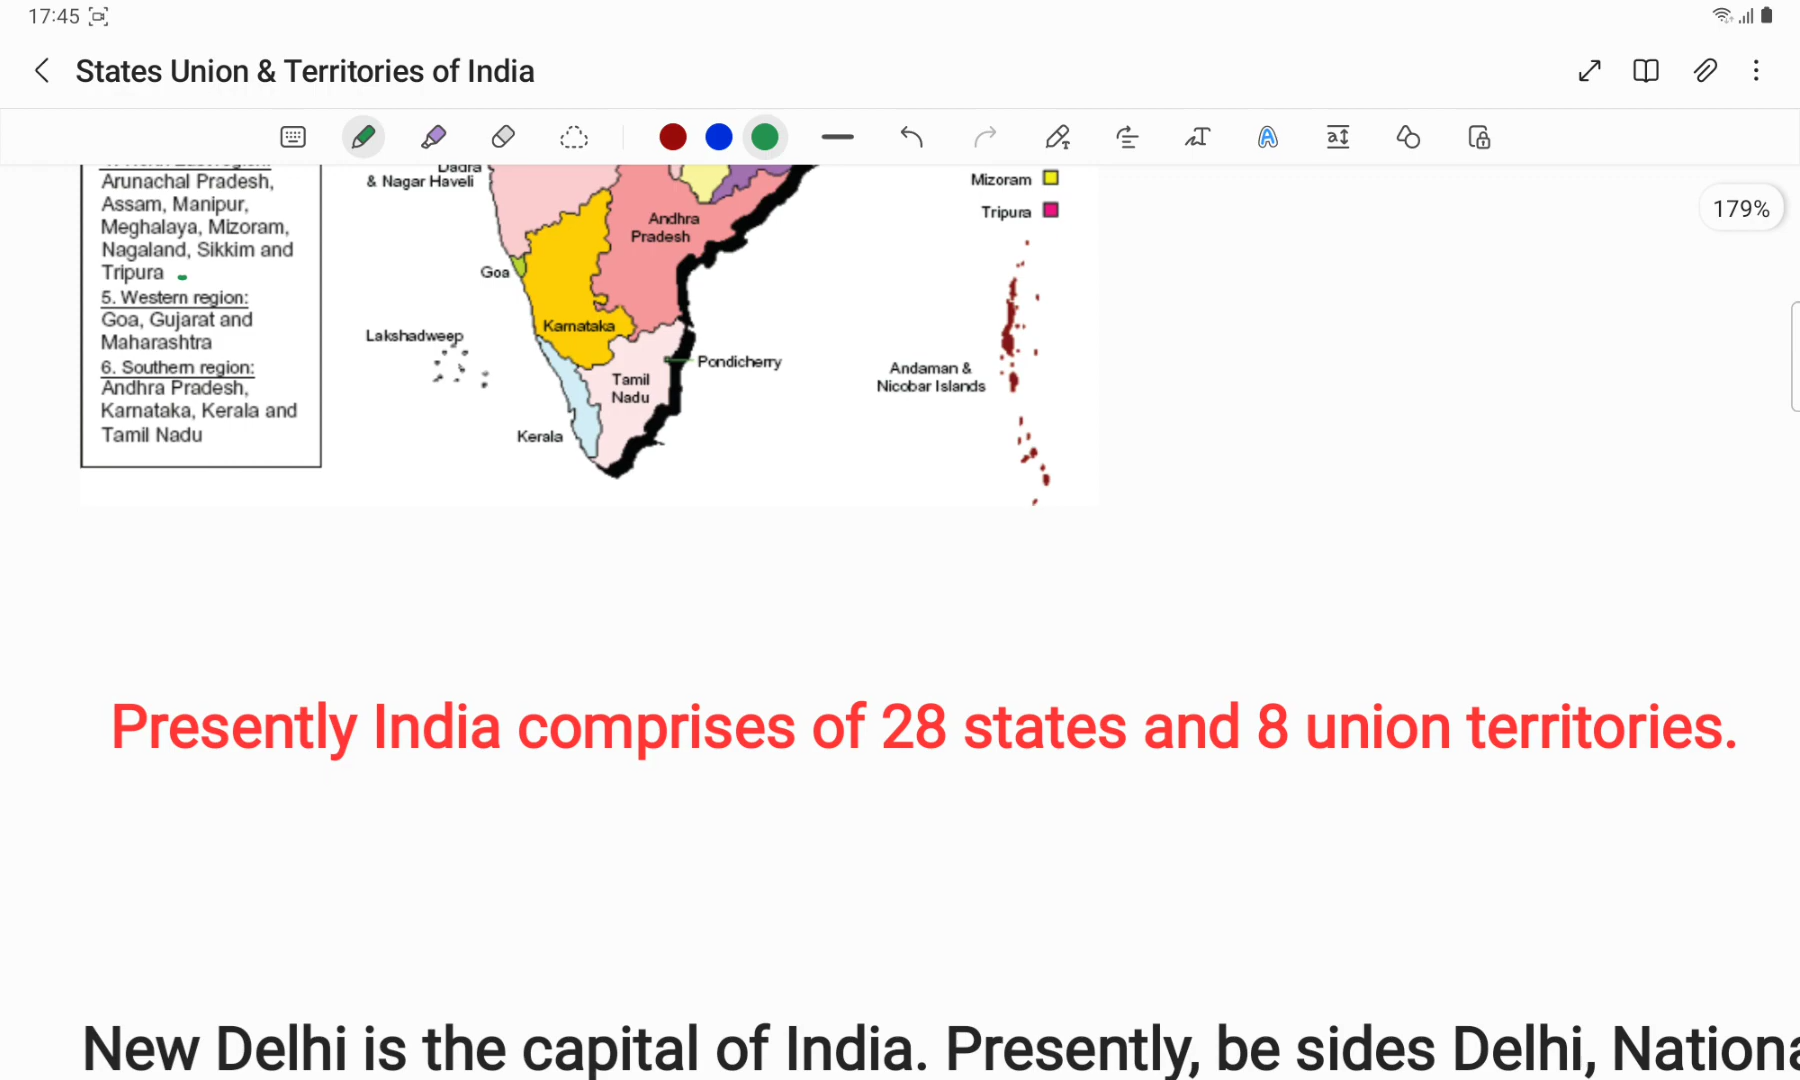 17:45
States Union & Territories of India
179%
Arunachal Pradesh,
Assam, Manipur,
Meghalaya, Mizoram,
Nagaland, Sikkim and
Tripura
5. Western region:
Goa, Gujarat and
Maharashtra
6. Southern region:
Andhra Pradesh,
Karnataka, Kerala and
Tamil Nadu
Dadra
& Nagar Haveli
Andhra
Pradesh
Goa
Karnataka
Lakshadweep
Pondicherry
Tamil
Nadu
Kerala
Mizoram
Tripura
Andaman &
Nicobar Islands
Presently India comprises of 28 states and 8 union territories.
New Delhi is the capital of India. Presently, be sides Delhi, Nationa